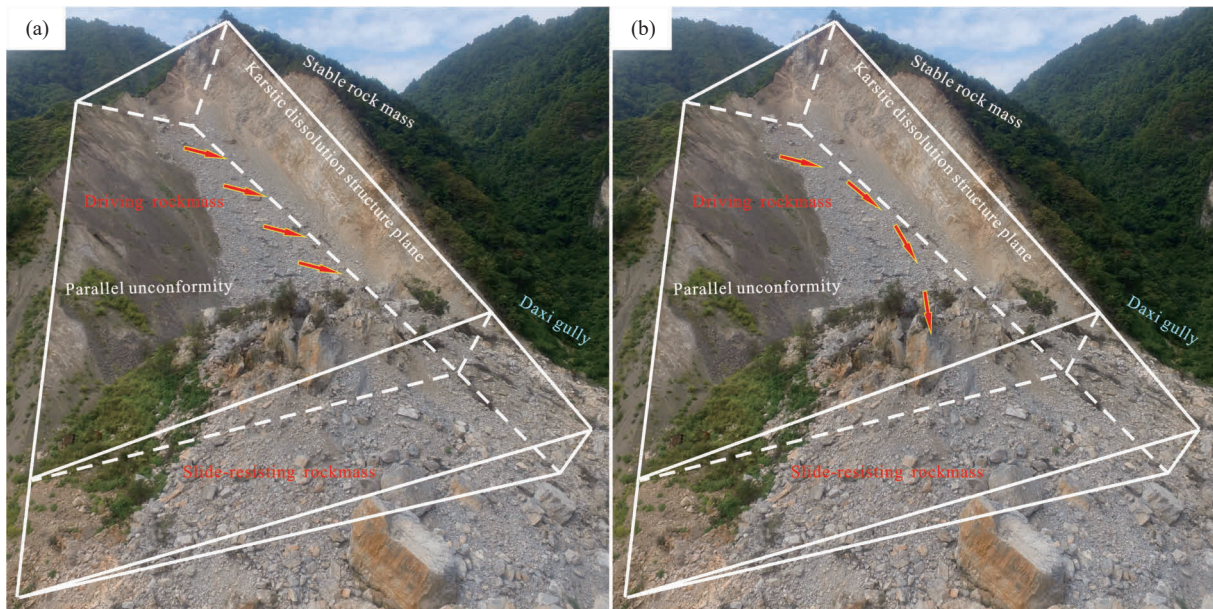 (a)
Stable rock mass
Karstic dissolution structure plane
Driving rockmass
Parallel unconformity
Daxi gully
Slide-resisting rockmass
(b)
Stable rock mass
Karstic dissolution structure plane
Driving rockmass
Parallel unconformity
Daxi gully
Slide-resisting rockmass